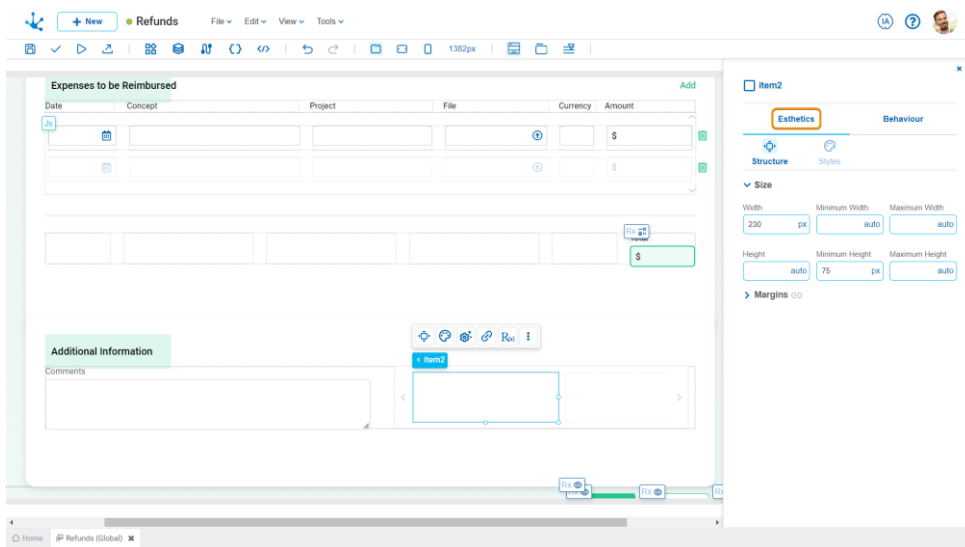 + New
Refunds
File
Edit
View
Tools
IA
?
1382px
Expenses to be Reimbursed
Add
Date
Concept
Project
File
Currency
Amount
Js
$
$
Rx
$
Additional Information
R(x)
< item2
Comments
Rx
Rx
item2
Esthetics
Behaviour
Structure
Styles
Size
Width
Minimum Width
Maximum Width
230 px
auto
auto
Height
Minimum Height
Maximum Height
auto
75 px
auto
Margins
Home
Refunds (Global)